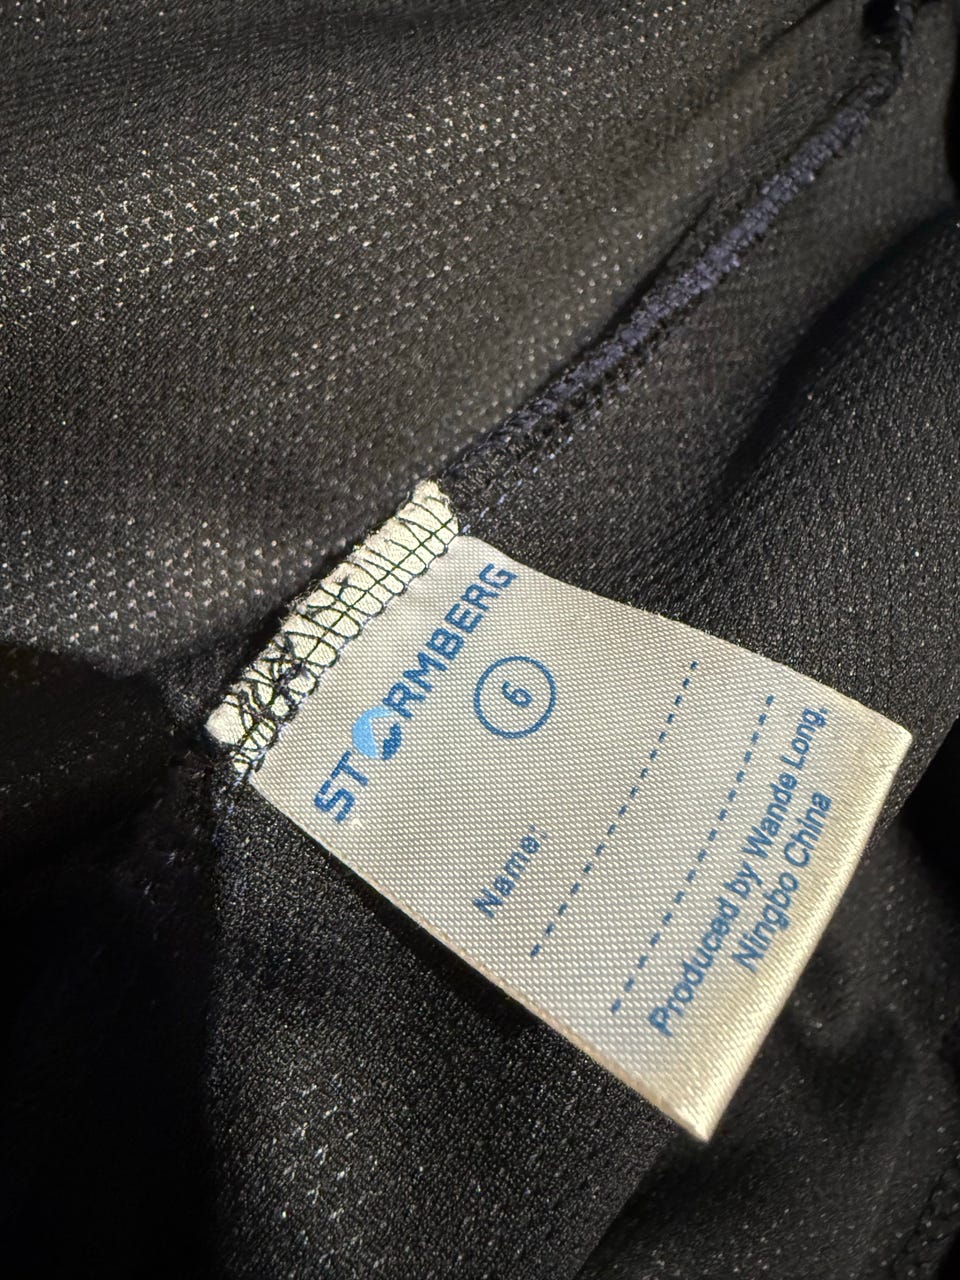 STORMBERG
6
Name:
Produced by Wande Long,
Ningbo China